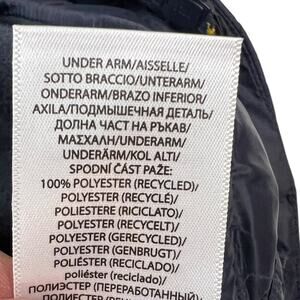 UNDER ARM/AISSELLE/
SOTTO BRACCIO/UNTERARM/
ONDERARM/BRAZO INFERIOR/
AXILA/ПОДМЫШЕЧНАЯ ДЕТАЛЬ/
ДОЛНА ЧАСТ НА РЪКАВ/
ΜΑΣΧΑΛΗ/UNDERARM/
UNDERÄRM/KOL ALTI/
SPODNÍ ČÁST PAŽE:
100% POLYESTER (RECYCLED)/
POLYESTER (RECYCLÉ)/
POLIESTERE (RICICLATO)/
POLYESTER (RECYCELT)/
POLYESTER (GERECYCLED)/
POLYESTER (GENBRUGT)/
POLIÉSTER (RECICLADO)/
poliéster (reciclado)/
ПОЛИЭСТЕР (ПЕРЕРАБОТАННЫЙ)/